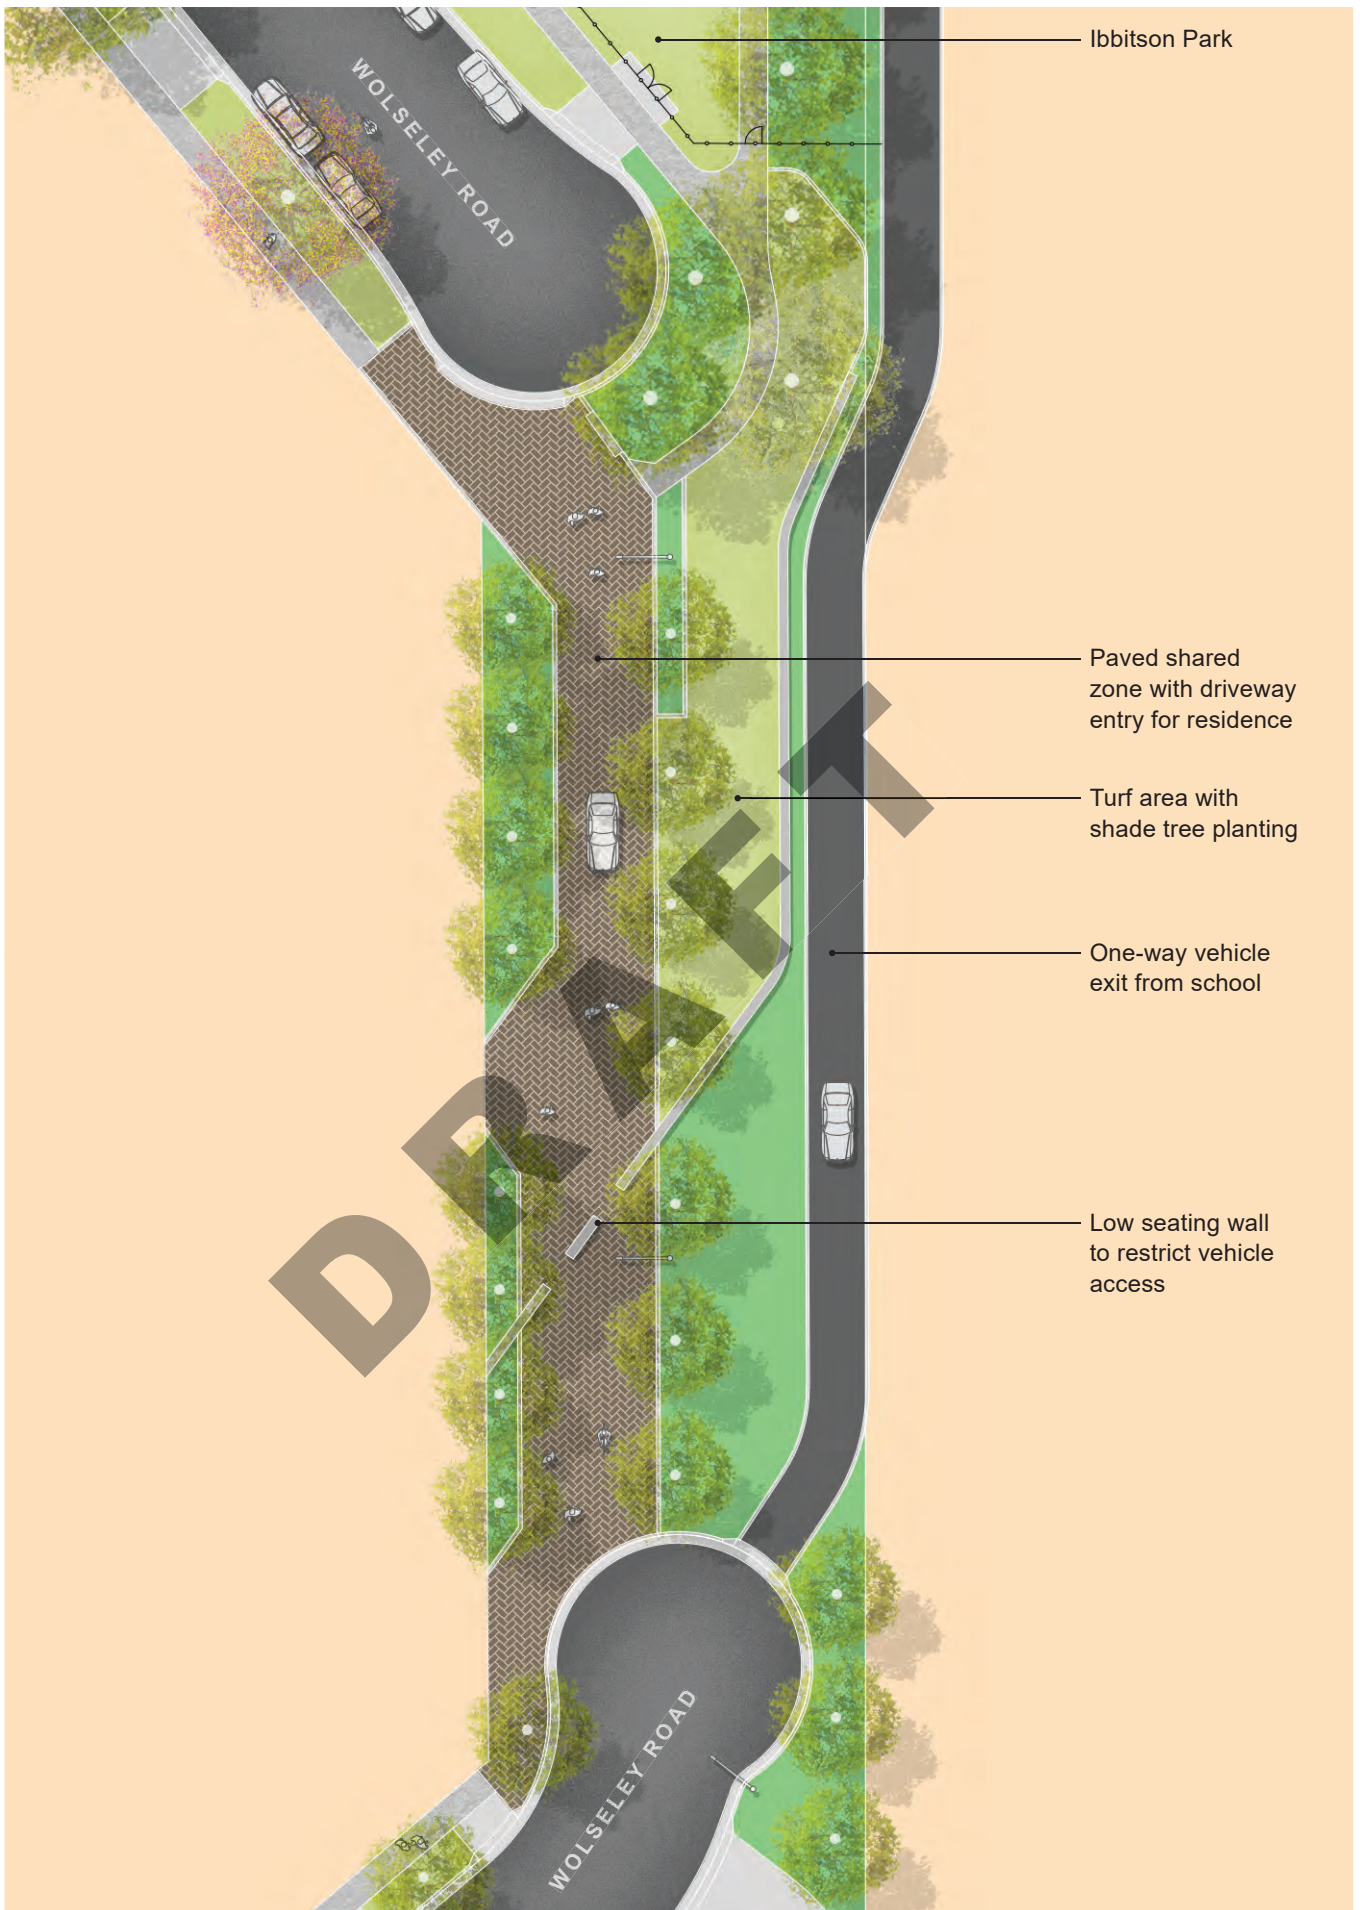 Ibbitson Park
WOLSELEY ROAD
Paved shared
zone with driveway
entry for residence
Turf area with
shade tree planting
One-way vehicle
exit from school
DRAFT
Low seating wall
to restrict vehicle
access
WOLSELEY ROAD